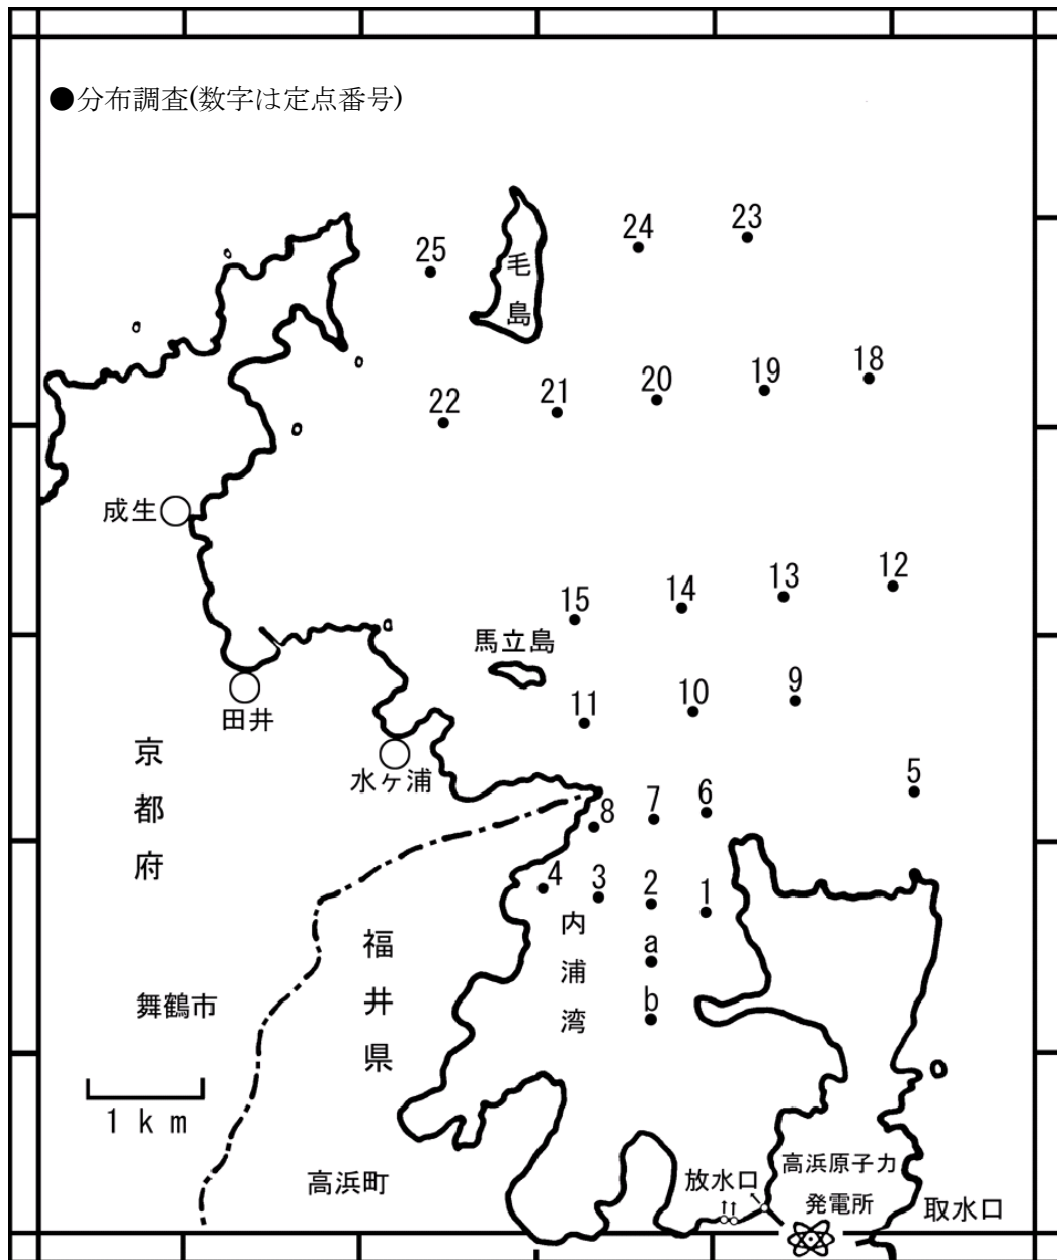 ●分布調査(数字は定点番号)
23
24
25
毛島
18
19
20
21
22
成生
12
13
14
15
馬立島
9
10
11
田井
京都府
水ヶ浦
5
6
7
8
4
3
2
1
内浦湾
a
b
福井県
舞鶴市
1km
高浜町
放水口
高浜原子力
発電所
取水口